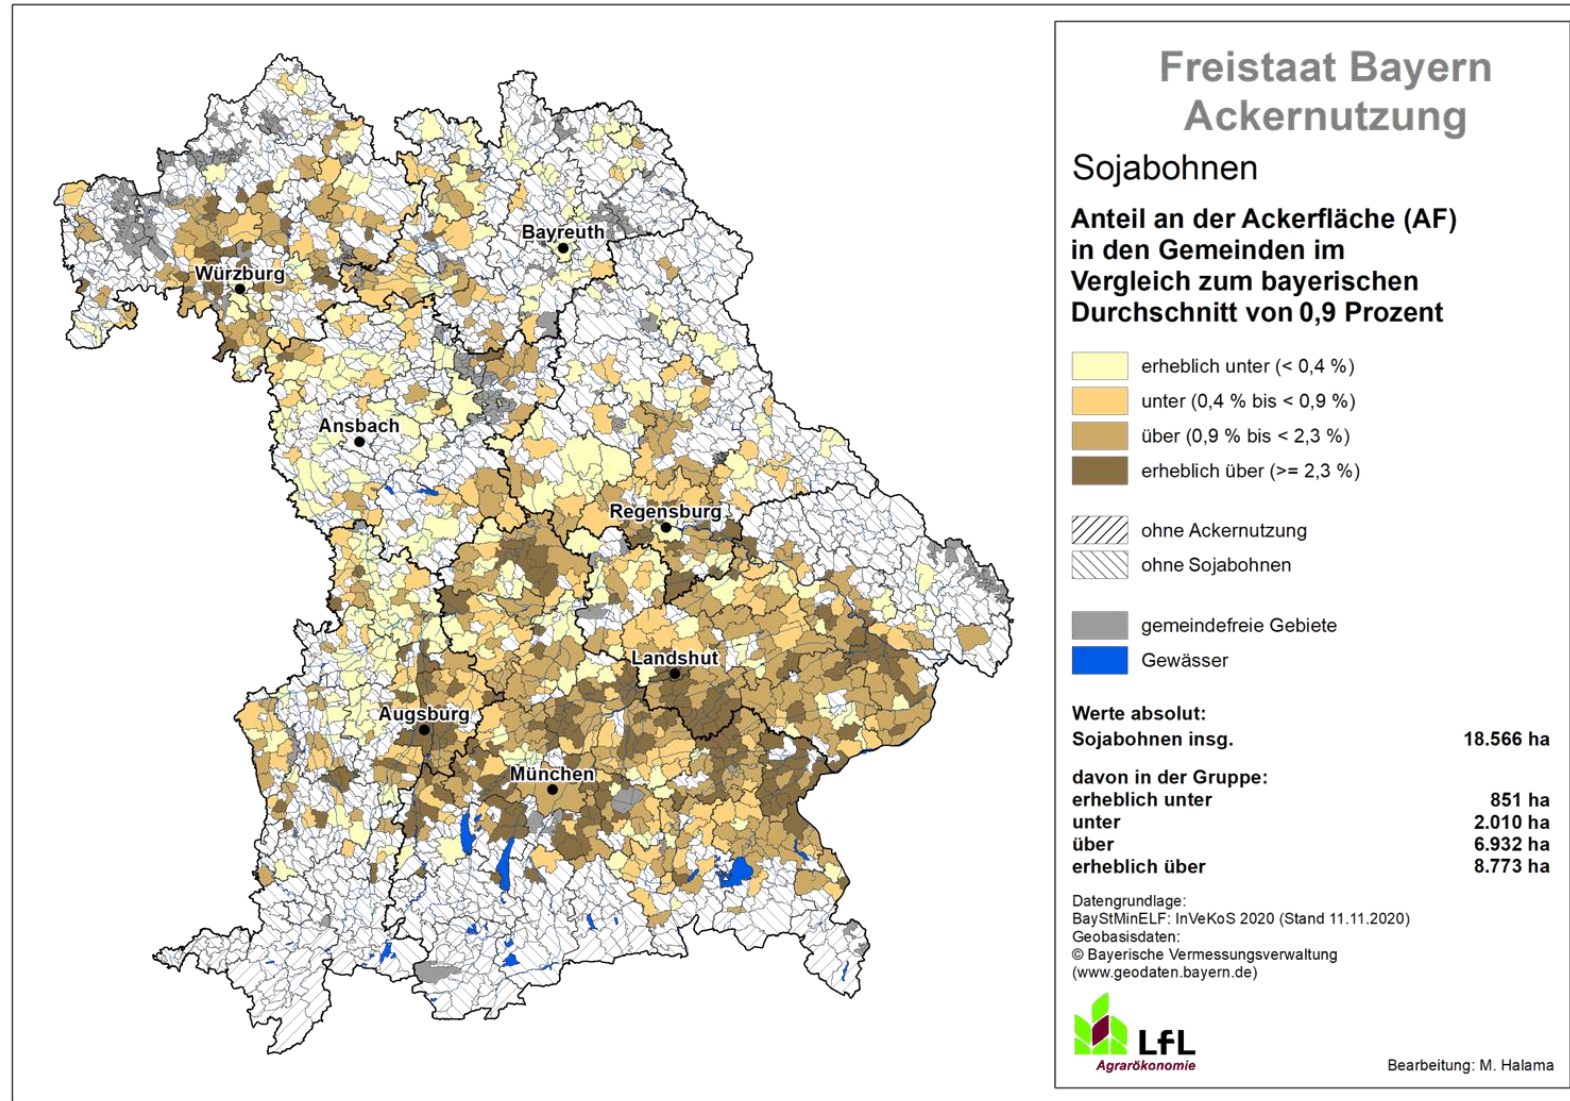 Freistaat Bayern
Ackernutzung
Sojabohnen
Anteil an der Ackerfläche (AF)
in den Gemeinden im
Vergleich zum bayerischen
Durchschnitt von 0,9 Prozent
erheblich unter (< 0,4 %)
unter (0,4 % bis < 0,9 %)
über (0,9 % bis < 2,3 %)
erheblich über (>= 2,3 %)
ohne Ackernutzung
ohne Sojabohnen
gemeindefreie Gebiete
Gewässer
Werte absolut:
Sojabohnen insg. 18.566 ha
davon in der Gruppe:
erheblich unter 851 ha
unter 2.010 ha
über 6.932 ha
erheblich über 8.773 ha
Datengrundlage:
BayStMinELF: InVeKoS 2020 (Stand 11.11.2020)
Geobasisdaten:
© Bayerische Vermessungsverwaltung
(www.geodaten.bayern.de)
LfL
Agrarökonomie
Bearbeitung: M. Halama
Bayreuth
Würzburg
Ansbach
Regensburg
Landshut
Augsburg
München